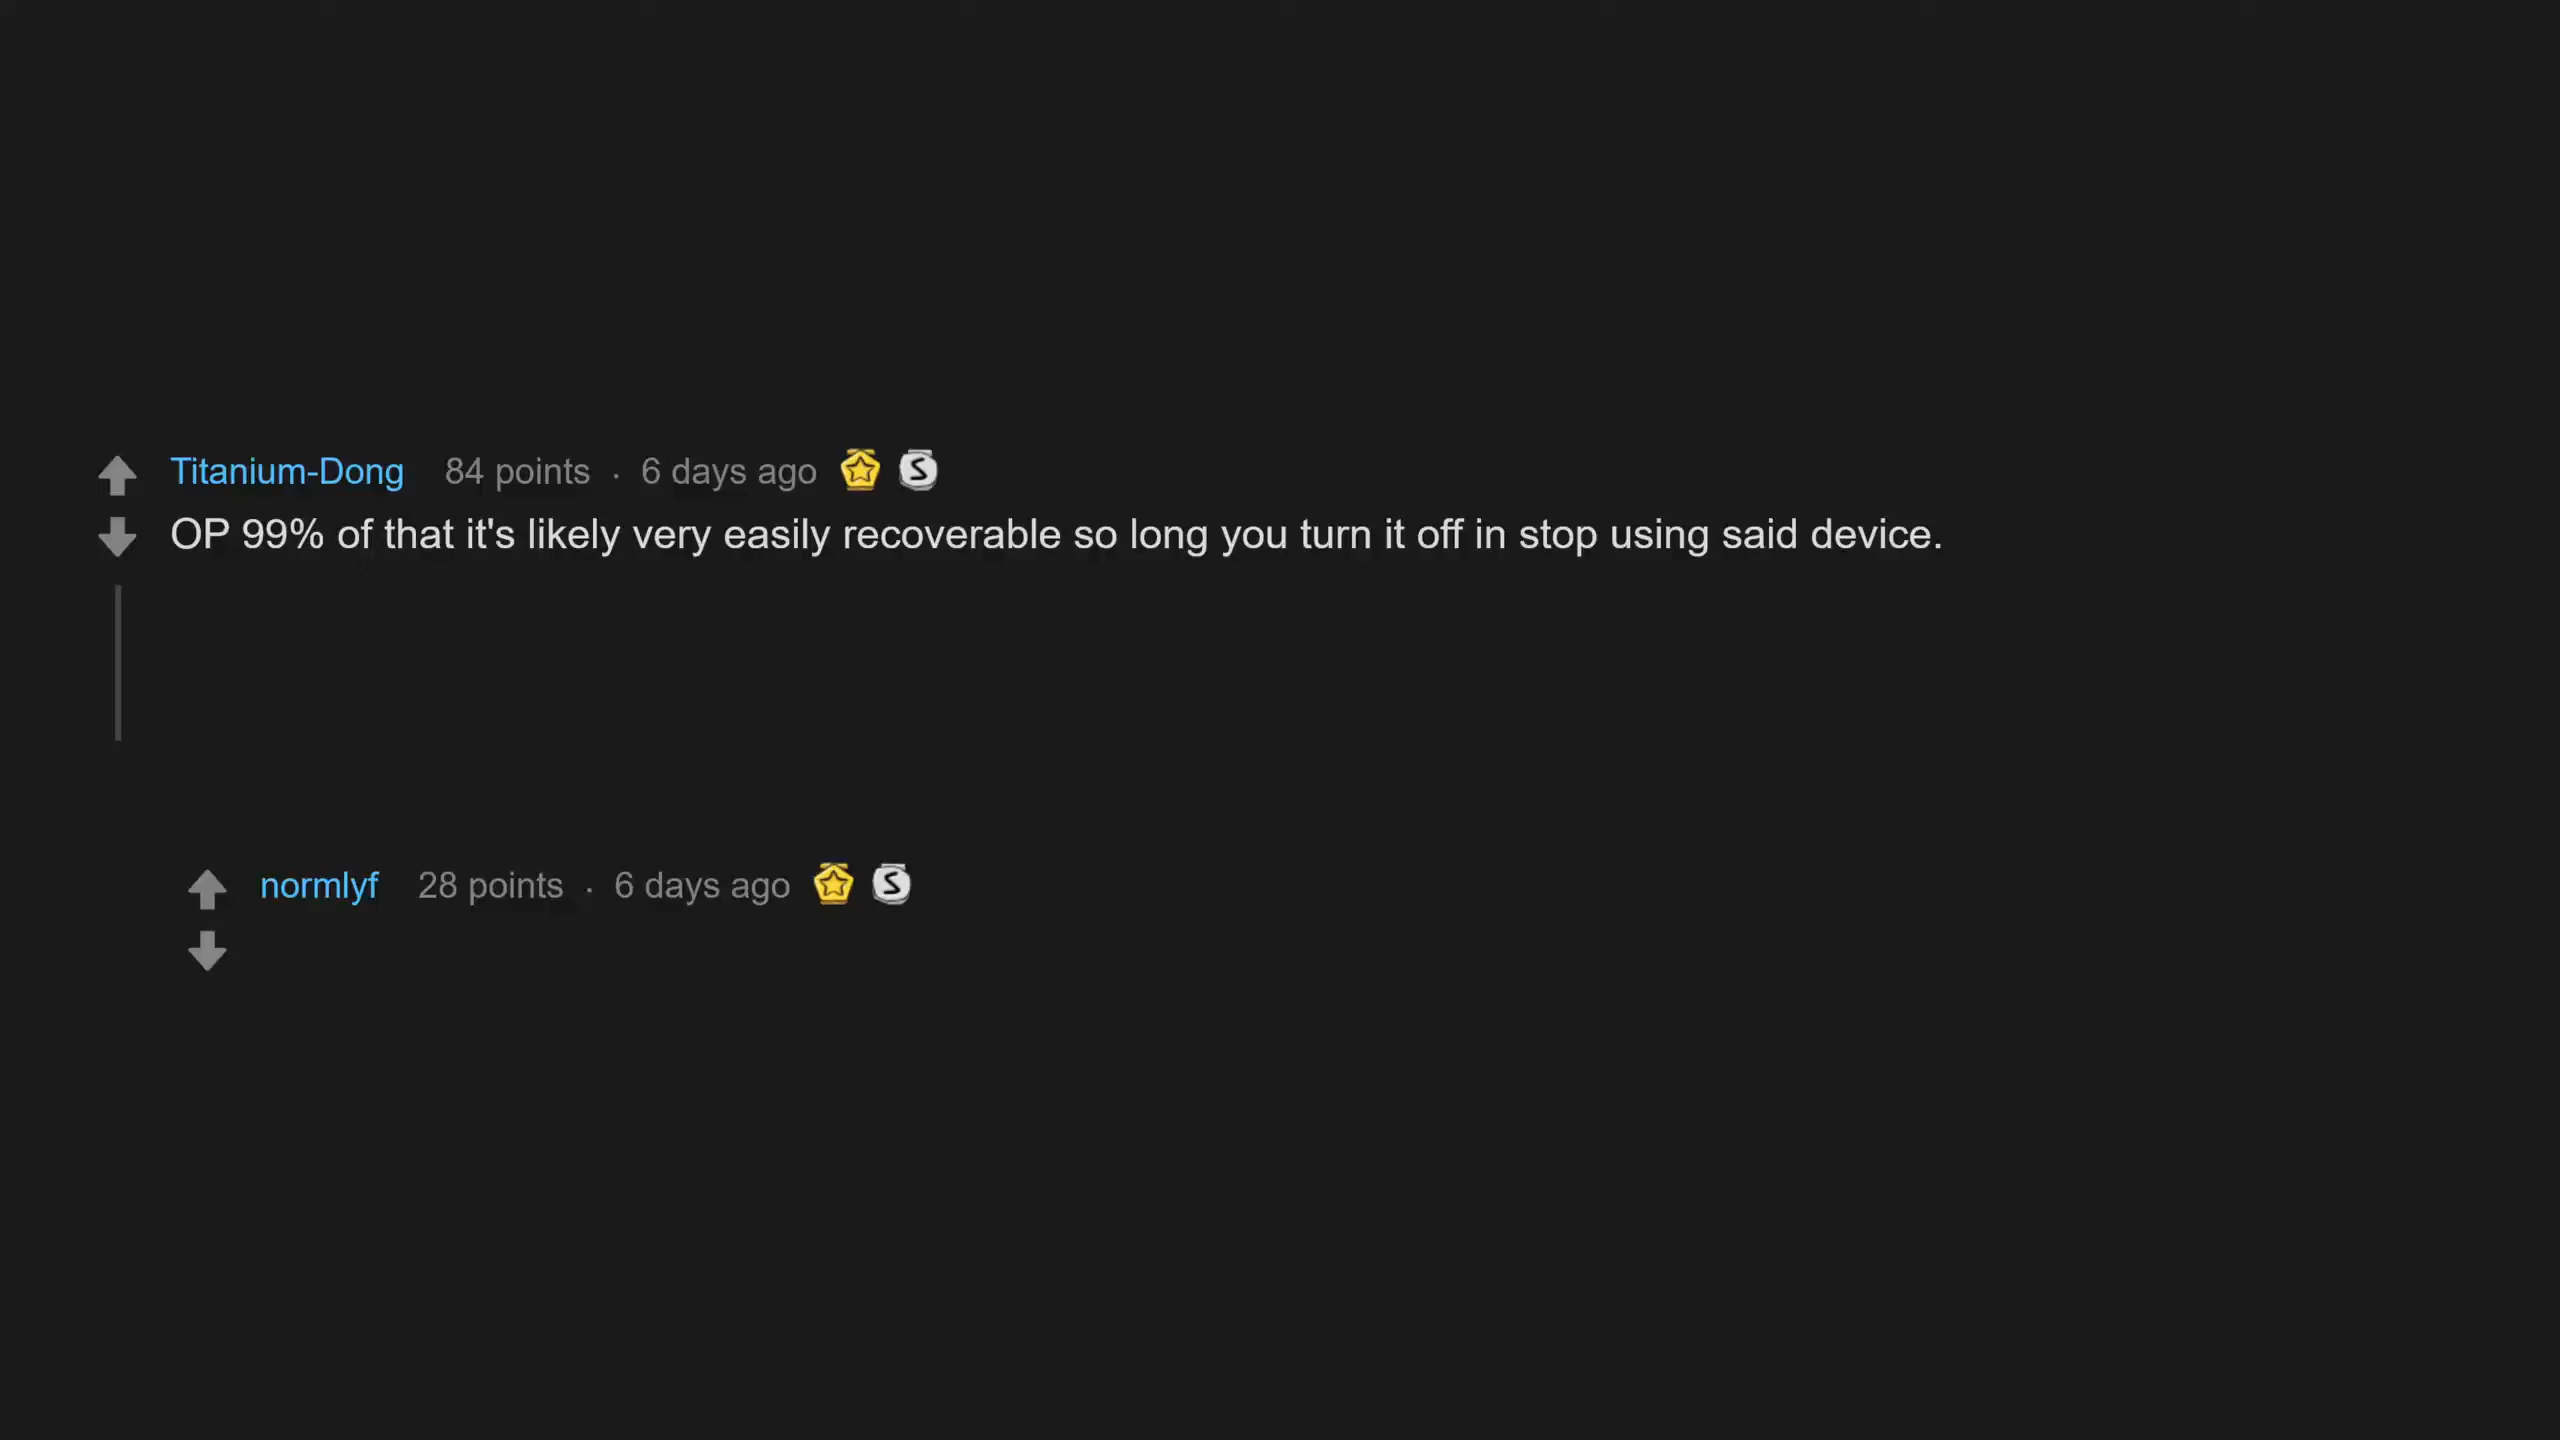 Titanium-Dong 84 points · 6 days ago S
OP 99% of that it's likely very easily recoverable so long you turn it off in stop using said device.
normlyf 28 points · 6 days ago S